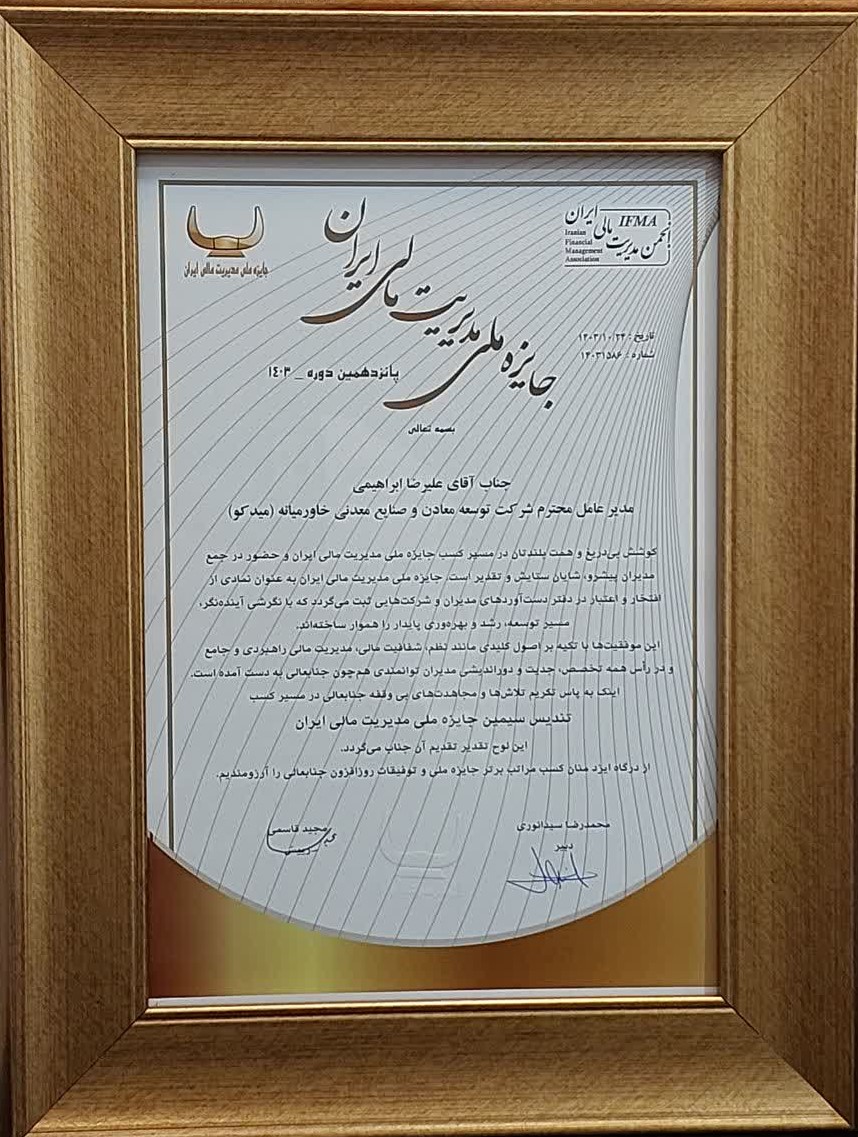 انجمن مدیریت مالی ایران
IFMA
Iranian
Financial
Management
Association
جایزه ملی مدیریت مالی ایران
جایزه ملی مدیریت مالی ایران
تاریخ : ۱۴۰۳/۱۰/۲۴
شماره : ۱۴۰۳۱۵۸۶
پانزدهمین دوره _ ۱٤۰۳
بسمه تعالی
جناب آقای علیرضا ابراهیمی
مدیر عامل محترم شرکت توسعه معادن و صنایع معدنی خاورمیانه (میدکو)
کوشش بی‌دریغ و همت بلندتان در مسیر کسب جایزه ملی مدیریت مالی ایران و حضور در جمع
مدیران پیشرو، شایان ستایش و تقدیر است. جایزه ملی مدیریت مالی ایران به عنوان نمادی از
افتخار و اعتبار در دفتر دست‌آوردهای مدیران و شرکت‌هایی ثبت می‌گردد که با نگرشی آینده‌نگر،
مسیر توسعه، رشد و بهره‌وری پایدار را هموار ساخته‌اند.
این موفقیت‌ها با تکیه بر اصول کلیدی مانند نظم، شفافیت مالی، مدیریت مالی راهبردی و جامع
و در رأس همه تخصص، جدیت و دوراندیشی مدیران توانمندی هم‌چون جنابعالی به دست آمده است.
اینک به پاس تکریم تلاش‌ها و مجاهدت‌های بی وقفه جنابعالی در مسیر کسب
تندیس سیمین جایزه ملی مدیریت مالی ایران
این لوح تقدیر تقدیم آن جناب می‌گردد.
از درگاه ایزد منان کسب مراتب برتر جایزه ملی و توفیقات روزافزون جنابعالی را آرزومندیم.
محمدرضا سیدانوری
دبیر
مجید قاسمی
رییس